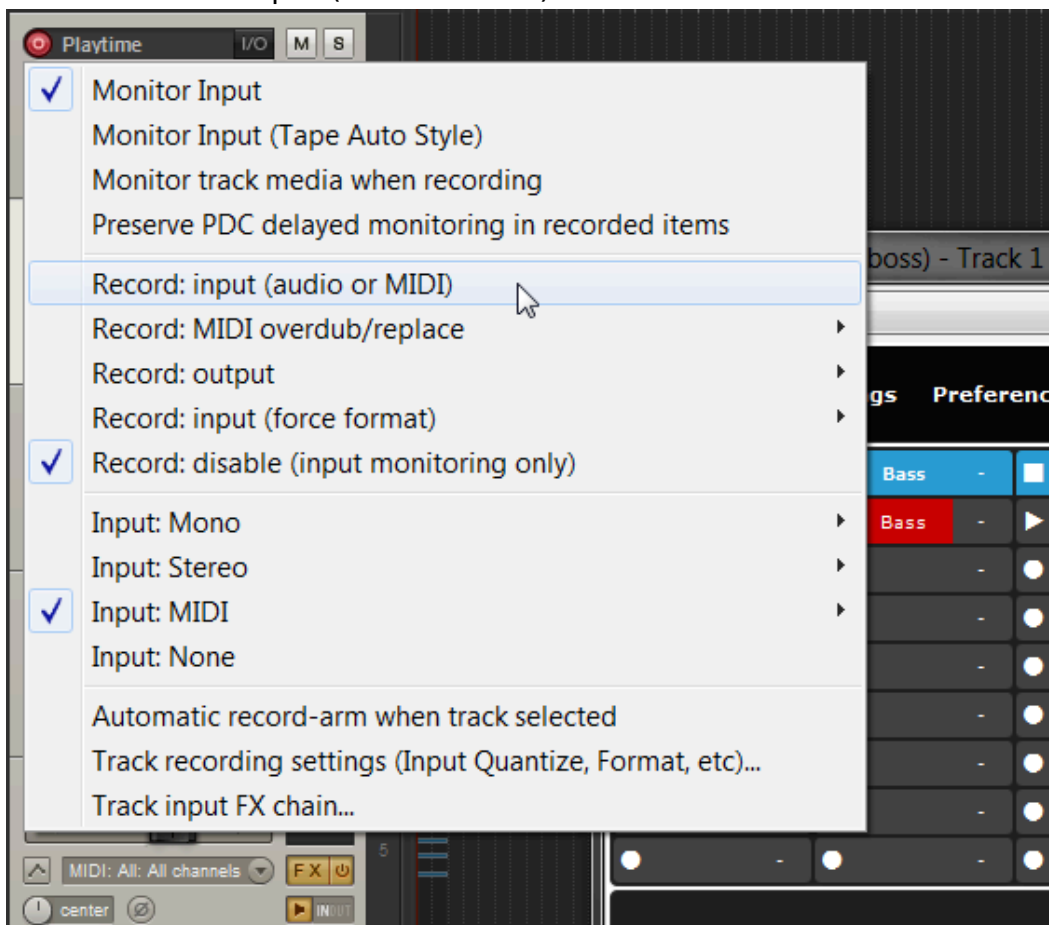 Playtime I/O M S
Monitor Input
Monitor Input (Tape Auto Style)
Monitor track media when recording
Preserve PDC delayed monitoring in recorded items
boss) - Track 1
Record: input (audio or MIDI)
Record: MIDI overdub/replace
Record: output
gs Preferenc
Record: input (force format)
Record: disable (input monitoring only)
Bass -
Input: Mono
Bass -
Input: Stereo
-
Input: MIDI
-
Input: None
-
Automatic record-arm when track selected
-
Track recording settings (Input Quantize, Format, etc)...
-
Track input FX chain...
-
5
MIDI: All: All channels FX
- -
center IN OUT